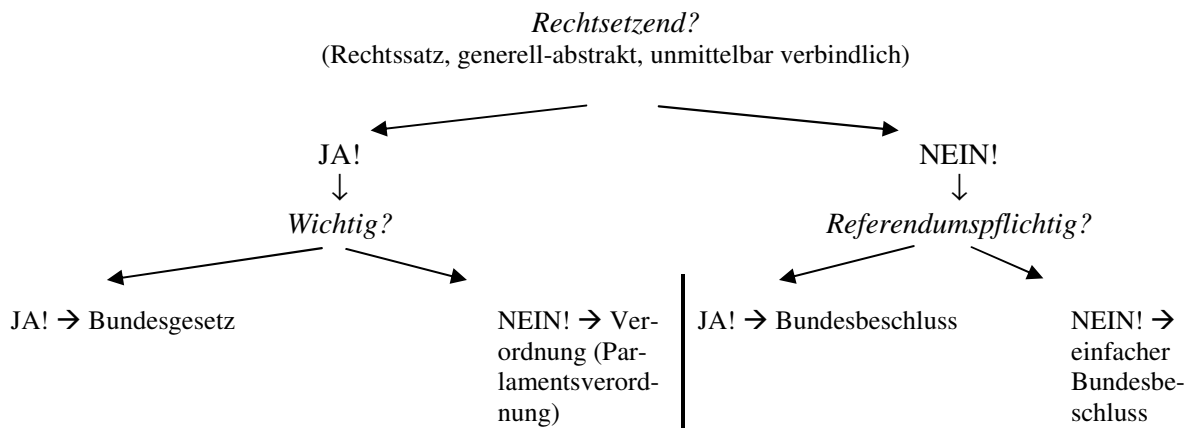 Rechtsetzend?
(Rechtssatz, generell-abstrakt, unmittelbar verbindlich)
JA!
NEIN!
↓
↓
Wichtig?
Referendumspflichtig?
JA! → Bundesgesetz
NEIN! → Ver-
ordnung (Par-
lamentsverord-
nung)
JA! → Bundesbeschluss
NEIN! →
einfacher
Bundesbe-
schluss